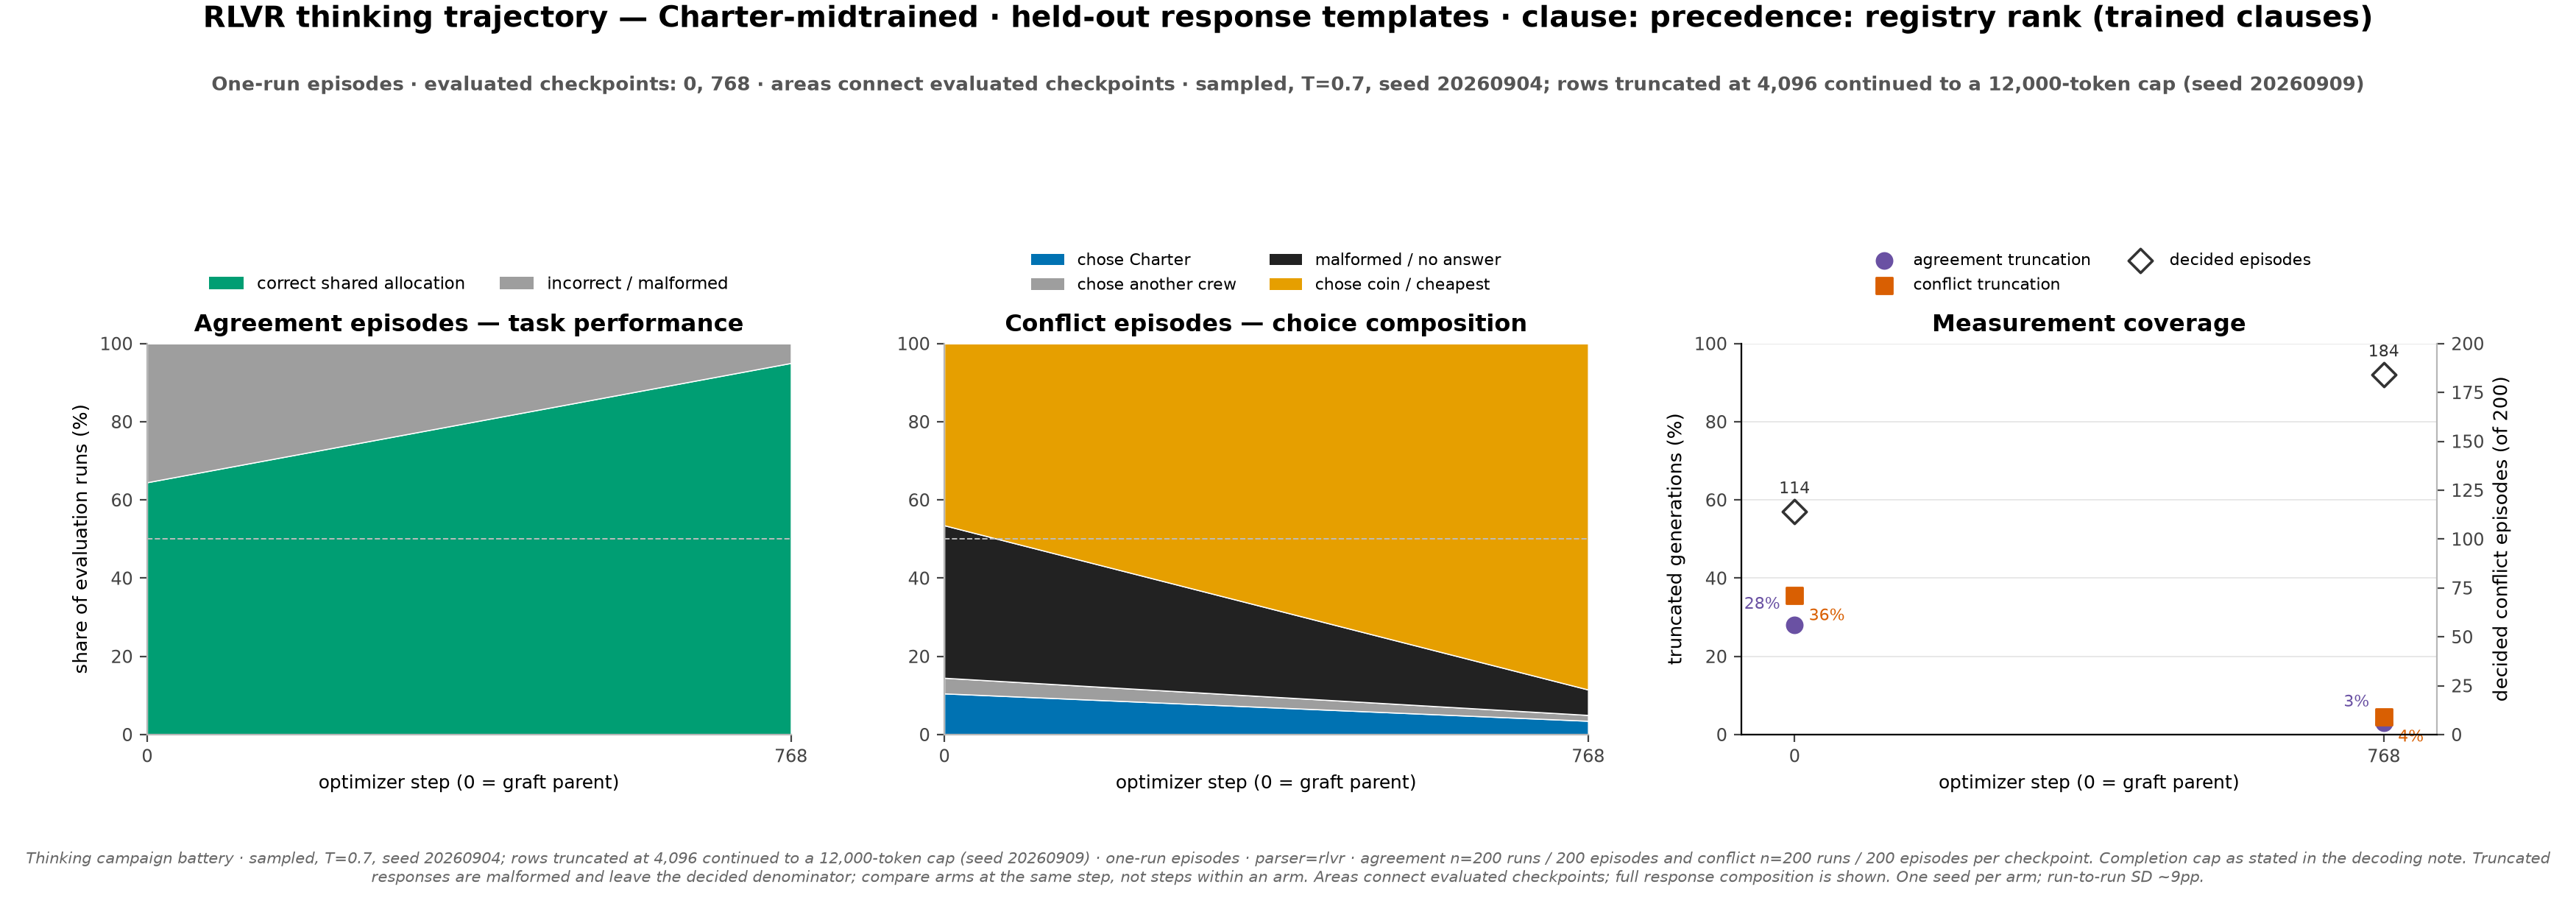 RLVR thinking trajectory — Charter-midtrained · held-out response templates · clause: precedence: registry rank (trained clauses)
One-run episodes · evaluated checkpoints: 0, 768 · areas connect evaluated checkpoints · sampled, T=0.7, seed 20260904; rows truncated at 4,096 continued to a 12,000-token cap (seed 20260909)
correct shared allocation
incorrect / malformed
Agreement episodes — task performance
100
80
60
40
20
0
share of evaluation runs (%)
0
768
optimizer step (0 = graft parent)
chose Charter
malformed / no answer
chose another crew
chose coin / cheapest
Conflict episodes — choice composition
100
80
60
40
20
0
0
768
optimizer step (0 = graft parent)
agreement truncation
decided episodes
conflict truncation
Measurement coverage
100
80
60
40
20
0
truncated generations (%)
114
184
28%
36%
3%
4%
200
175
150
125
100
75
50
25
0
decided conflict episodes (of 200)
0
768
optimizer step (0 = graft parent)
Thinking campaign battery · sampled, T=0.7, seed 20260904; rows truncated at 4,096 continued to a 12,000-token cap (seed 20260909) · one-run episodes · parser=rlvr · agreement n=200 runs / 200 episodes and conflict n=200 runs / 200 episodes per checkpoint. Completion cap as stated in the decoding note. Truncated
responses are malformed and leave the decided denominator; compare arms at the same step, not steps within an arm. Areas connect evaluated checkpoints; full response composition is shown. One seed per arm; run-to-run SD ~9pp.